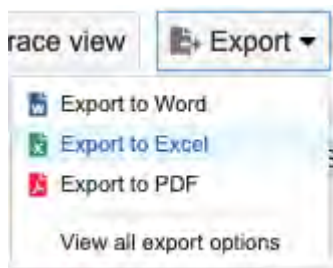 race view Export
Export to Word
Export to Excel
Export to PDF
View all export options